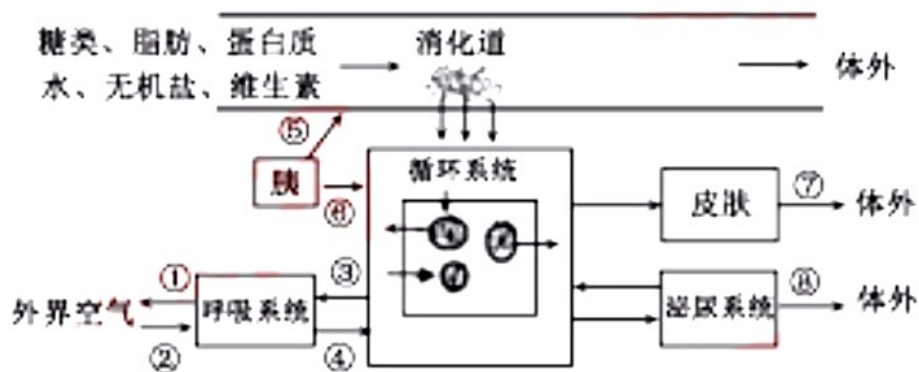 糖类、脂肪、蛋白质
水、无机盐、维生素
消化道
体外
⑤
胰
⑥
循环系统
皮肤
⑦
体外
①
外界空气
②
呼吸系统
③
④
泌尿系统
⑧
体外